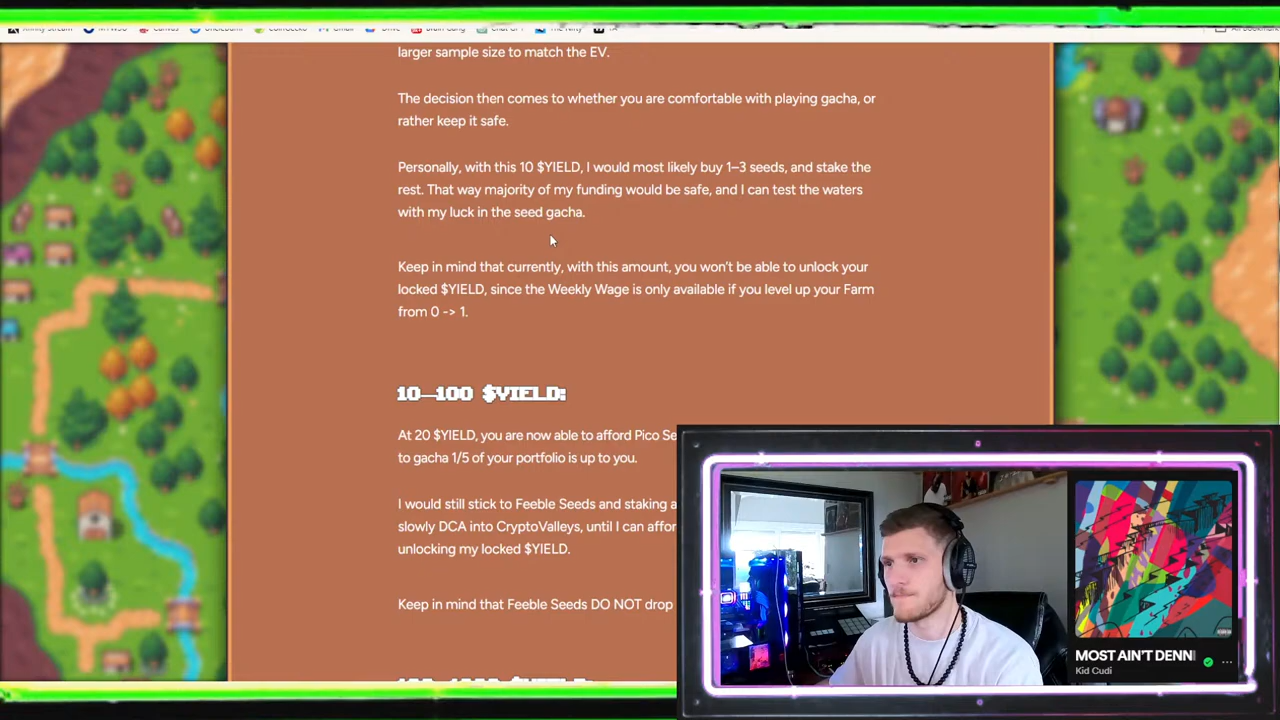 larger sample size to match the EV.
The decision then comes to whether you are comfortable with playing gacha, or
rather keep it safe.
Personally, with this 10 $YIELD, I would most likely buy 1–3 seeds, and stake the
rest. That way majority of my funding would be safe, and I can test the waters
with my luck in the seed gacha.
Keep in mind that currently, with this amount, you won't be able to unlock your
locked $YIELD, since the Weekly Wage is only available if you level up your Farm
from 0 -> 1.
10—100 $YIELD:
At 20 $YIELD, you are now able to afford Pico Se
to gacha 1/5 of your portfolio is up to you.
I would still stick to Feeble Seeds and staking a
slowly DCA into CryptoValleys, until I can affor
unlocking my locked $YIELD.
Keep in mind that Feeble Seeds DO NOT drop
MOST AIN'T DENN
Kid Cudi